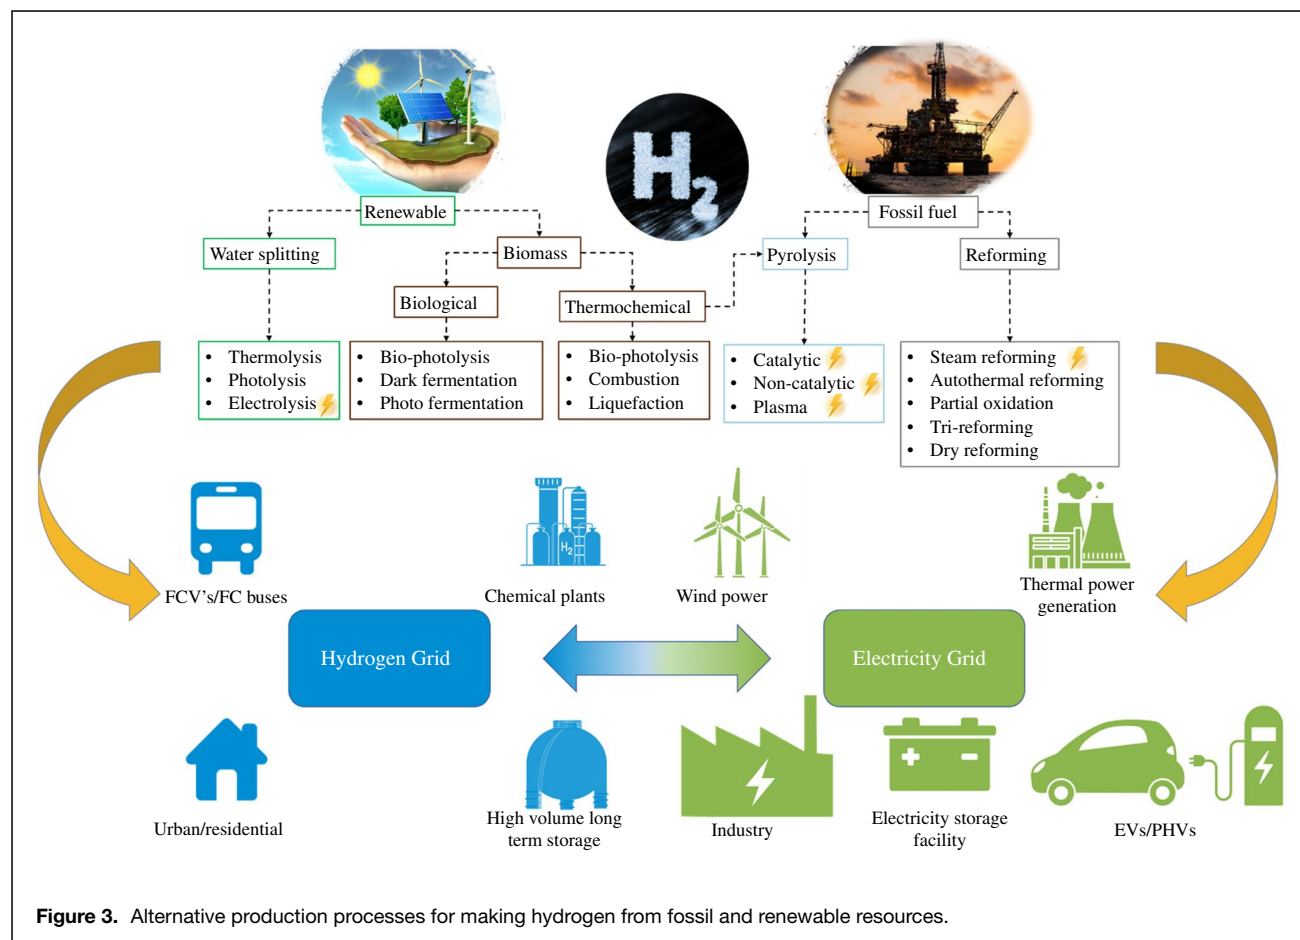 H2
Renewable
Fossil fuel
Water splitting
Biomass
Pyrolysis
Reforming
Biological
Thermochemical
• Thermolysis
• Photolysis
• Electrolysis
• Bio-photolysis
• Dark fermentation
• Photo fermentation
• Bio-photolysis
• Combustion
• Liquefaction
• Catalytic
• Non-catalytic
• Plasma
• Steam reforming
• Autothermal reforming
• Partial oxidation
• Tri-reforming
• Dry reforming
FCV's/FC buses
H2
Chemical plants
Wind power
Thermal power
generation
Hydrogen Grid
Electricity Grid
Urban/residential
High volume long
term storage
Industry
Electricity storage
facility
EVs/PHVs
Figure 3. Alternative production processes for making hydrogen from fossil and renewable resources.